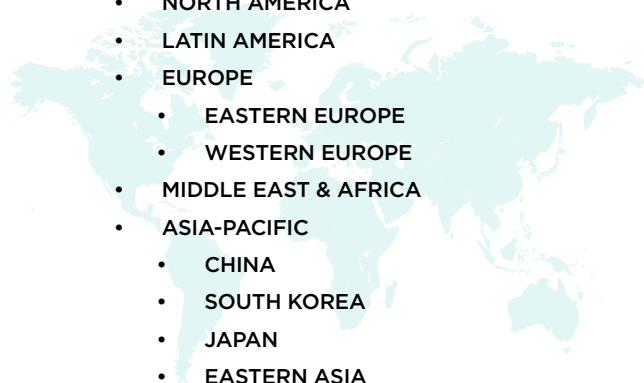 • NORTH AMERICA
• LATIN AMERICA
• EUROPE
• EASTERN EUROPE
• WESTERN EUROPE
• MIDDLE EAST & AFRICA
• ASIA-PACIFIC
• CHINA
• SOUTH KOREA
• JAPAN
• EASTERN ASIA